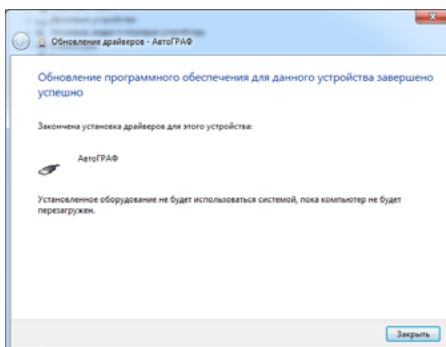 Обновление драйверов - АвтоГРАФ
Обновление программного обеспечения для данного устройства завершено
успешно
Закончена установка драйверов для этого устройства:
АвтоГРАФ
Установленное оборудование не будет использоваться системой, пока компьютер не будет
перезагружен.
Закрыть